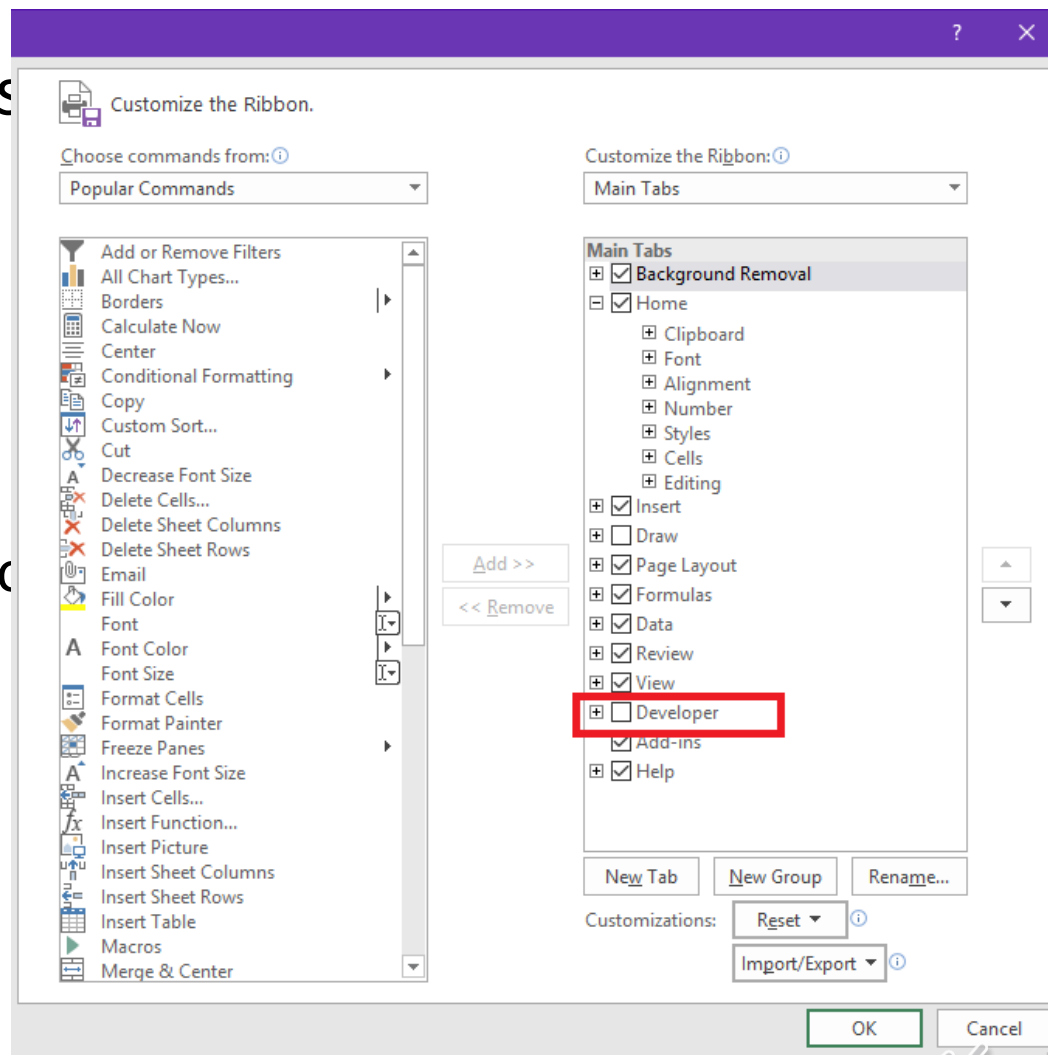 ?
Customize the Ribbon.
Choose commands from:
Popular Commands
Add or Remove Filters
All Chart Types...
Borders
Calculate Now
Center
Conditional Formatting
Copy
Custom Sort...
Cut
Decrease Font Size
Delete Cells...
Delete Sheet Columns
Delete Sheet Rows
Email
Fill Color
Font
Font Color
Font Size
Format Cells
Format Painter
Freeze Panes
Increase Font Size
Insert Cells...
Insert Function...
Insert Picture
Insert Sheet Columns
Insert Sheet Rows
Insert Table
Macros
Merge & Center
Add >>
<< Remove
Customize the Ribbon:
Main Tabs
Main Tabs
Background Removal
Home
Clipboard
Font
Alignment
Number
Styles
Cells
Editing
Insert
Draw
Page Layout
Formulas
Data
Review
View
Developer
Add-ins
Help
New Tab New Group Rename...
Customizations: Reset
Import/Export
OK Cancel